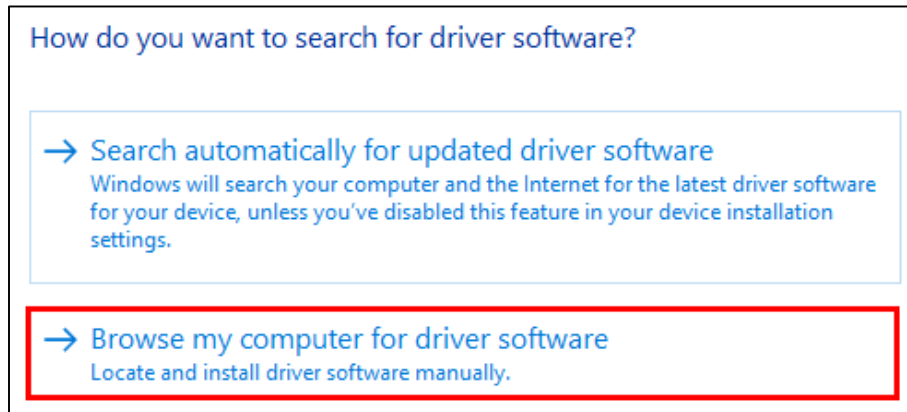 How do you want to search for driver software?
→ Search automatically for updated driver software
Windows will search your computer and the Internet for the latest driver software
for your device, unless you've disabled this feature in your device installation
settings.
→ Browse my computer for driver software
Locate and install driver software manually.